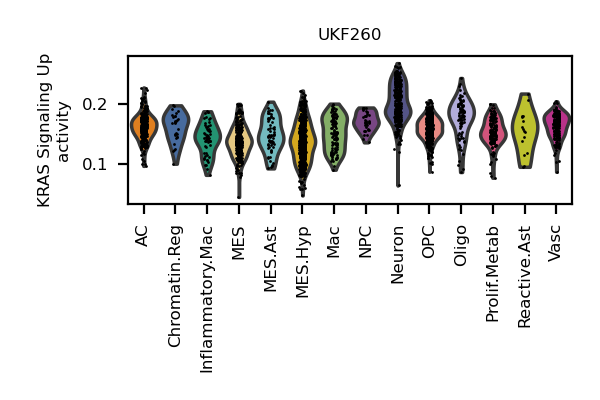 UKF260
KRAS Signaling Up
activity
0.2
0.1
AC
Chromatin.Reg
Inflammatory.Mac
MES
MES.Ast
MES.Hyp
Mac
NPC
Neuron
OPC
Oligo
Prolif.Metab
Reactive.Ast
Vasc